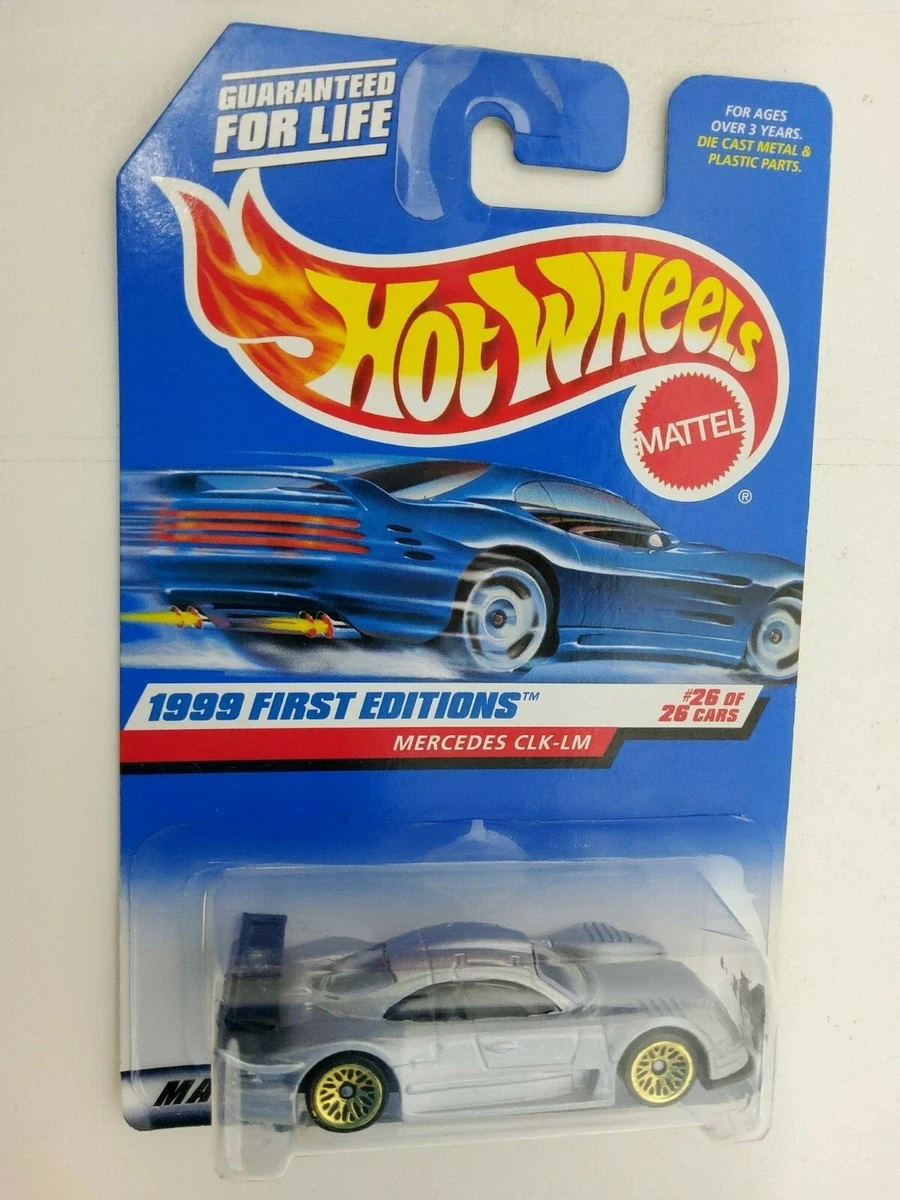 GUARANTEED
FOR LIFE
FOR AGES
OVER 3 YEARS.
DIE CAST METAL &
PLASTIC PARTS.
HOT WHEELS
MATTEL
®
1999 FIRST EDITIONS™
#26 OF
26 CARS
MERCEDES CLK-LM
MA